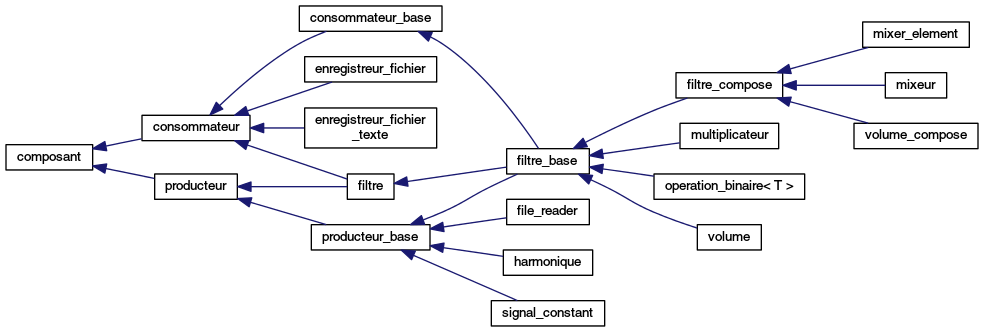 composant
consommateur
producteur
consommateur_base
enregistreur_fichier
enregistreur_fichier
_texte
filtre
producteur_base
filtre_base
file_reader
harmonique
signal_constant
filtre_compose
multiplicateur
operation_binaire< T >
volume
mixer_element
mixeur
volume_compose